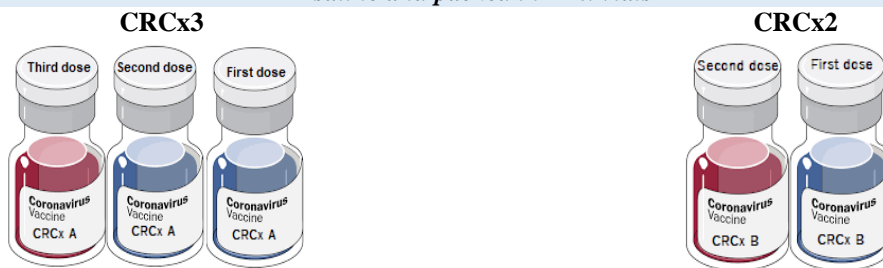 CRCx3
CRCx2
Third dose
Second dose
First dose
Second dose
First dose
Coronavirus
Vaccine
CRCx A
Coronavirus
Vaccine
CRCx A
Coronavirus
Vaccine
CRCx A
Coronavirus
Vaccine
CRCx B
Coronavirus
Vaccine
CRCx B